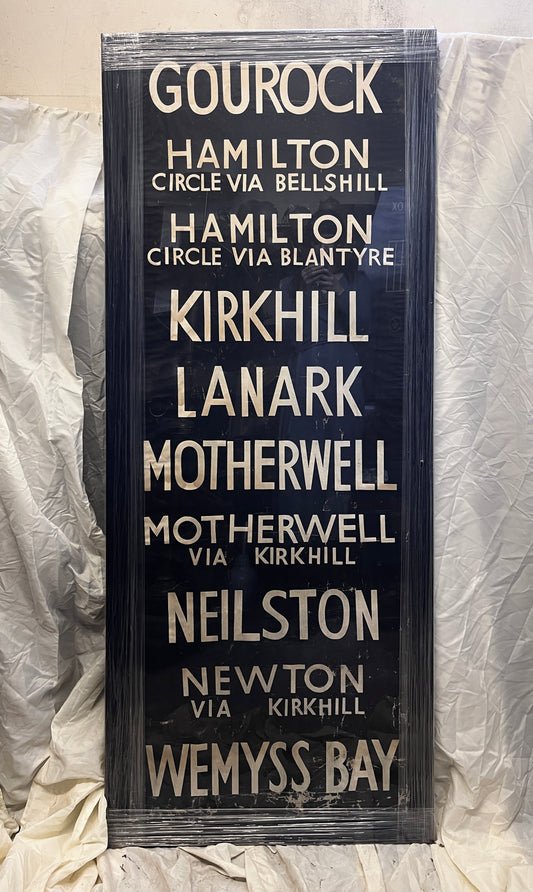 GOUROCK
HAMILTON
CIRCLE VIA BELLSHILL
HAMILTON
CIRCLE VIA BLANTYRE
KIRKHILL
LANARK
MOTHERWELL
MOTHERWELL
VIA KIRKHILL
NEILSTON
NEWTON
VIA KIRKHILL
WEMYSS BAY